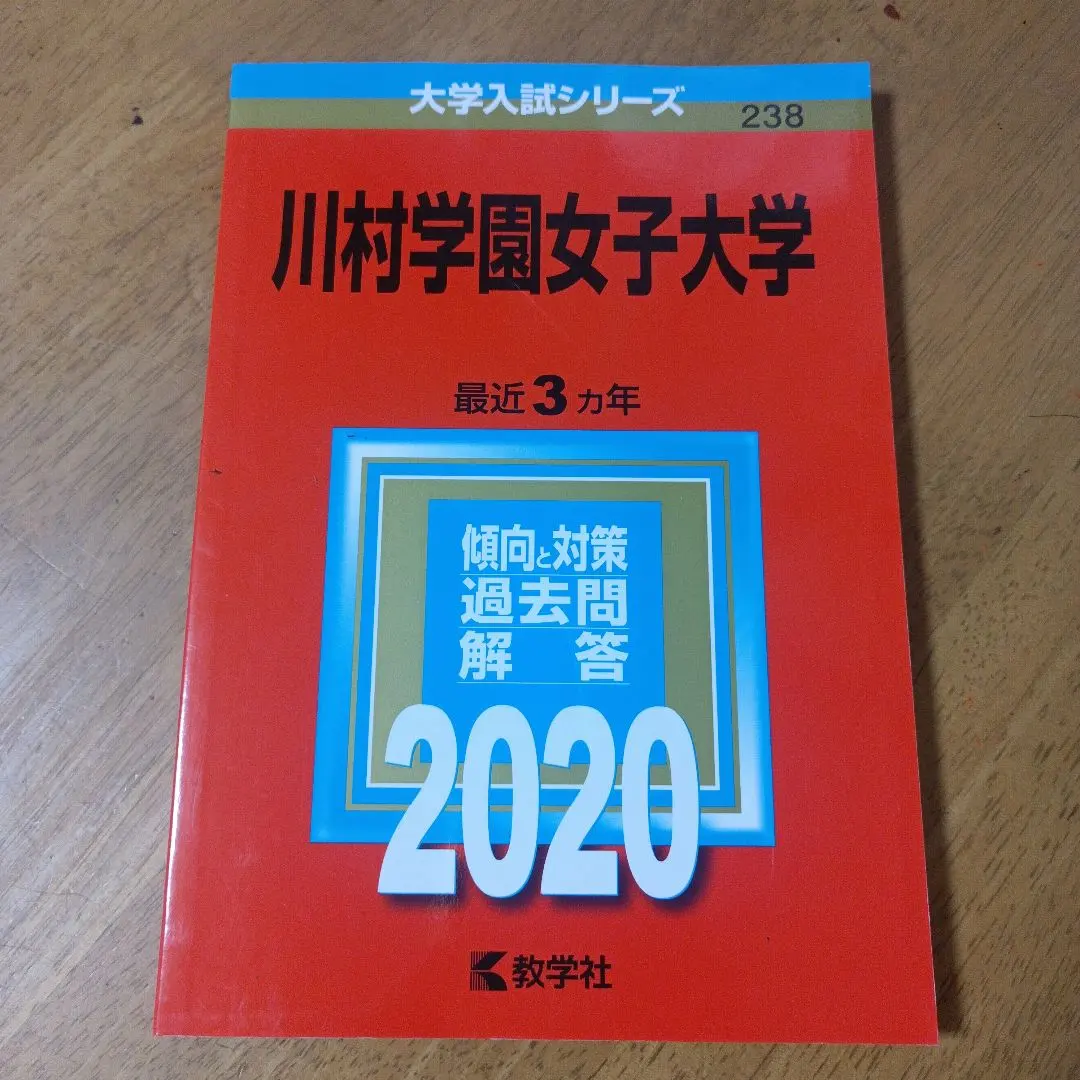 大学入試シリーズ
238
川村学園女子大学
最近3ヵ年
傾向と対策
過去問
解答
2020
教学社